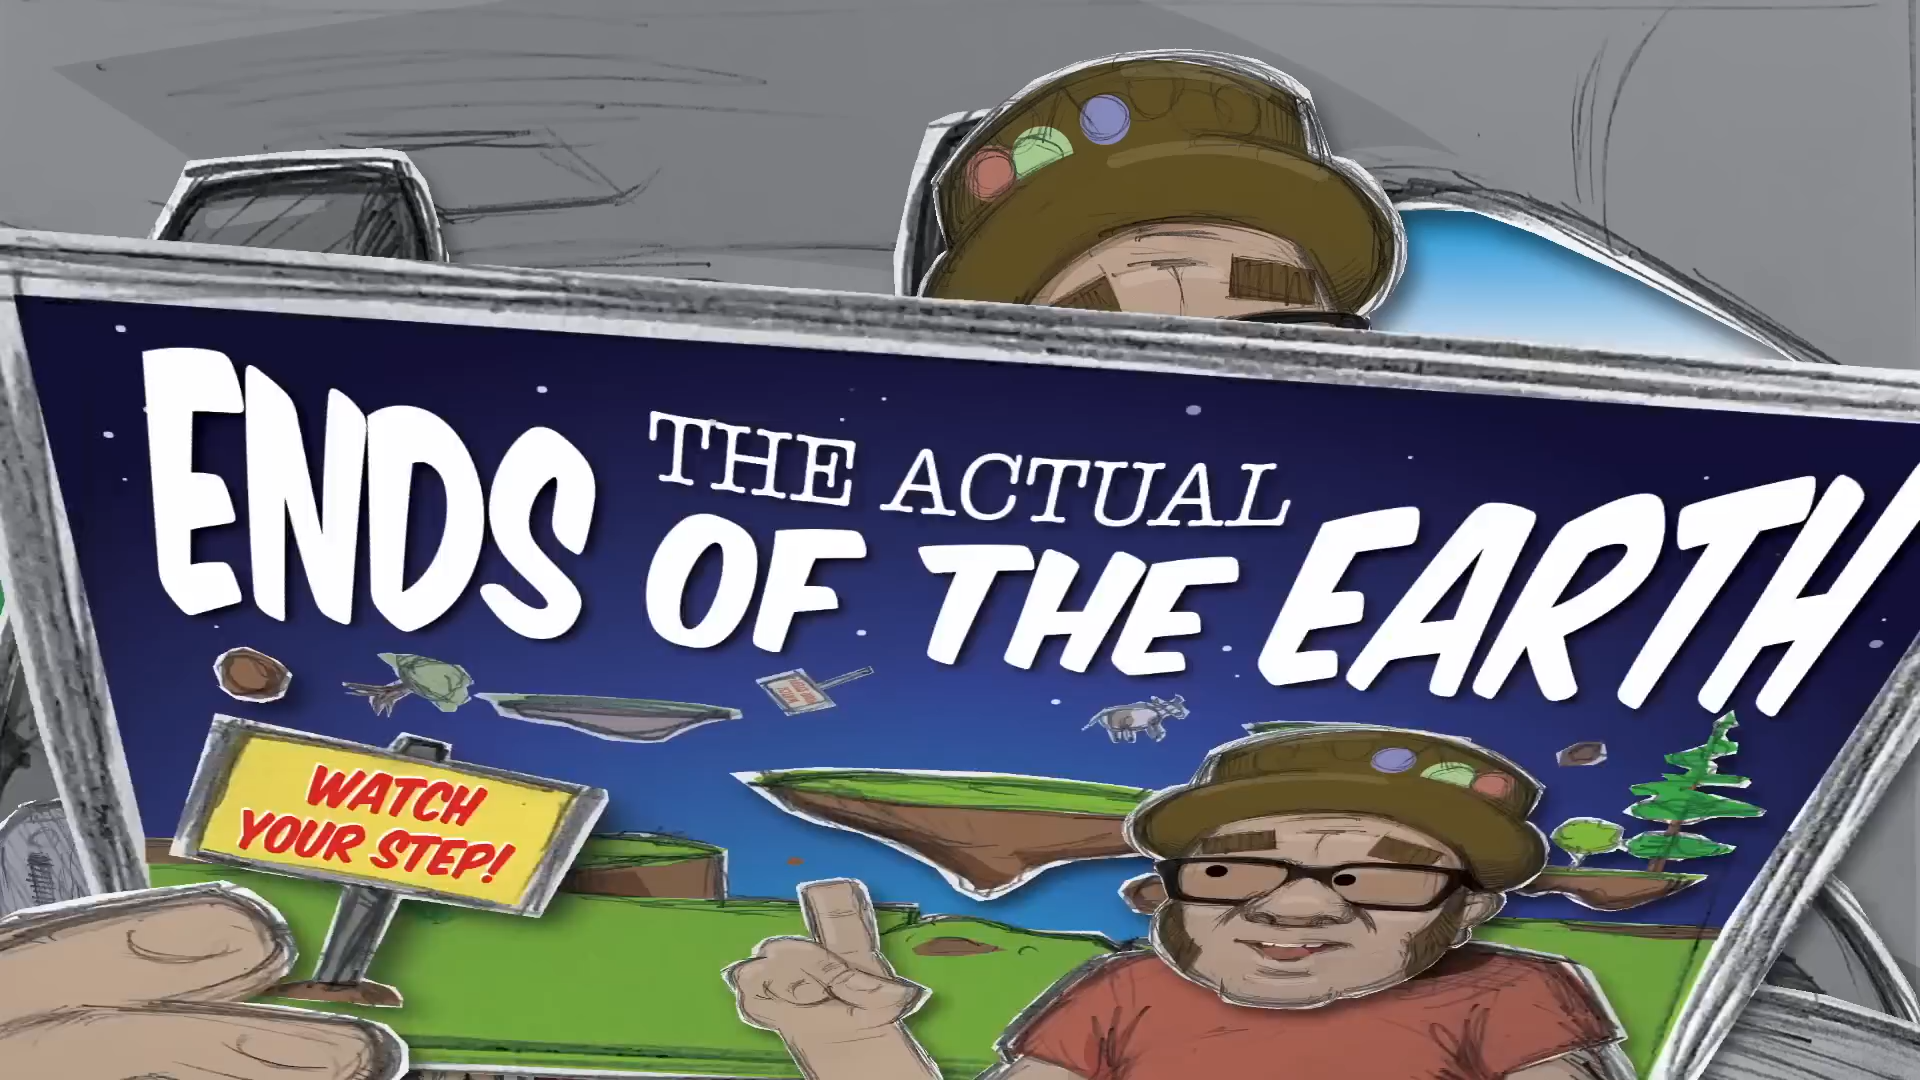 THE ACTUAL
ENDS OF THE EARTH
WATCH
YOUR STEP!